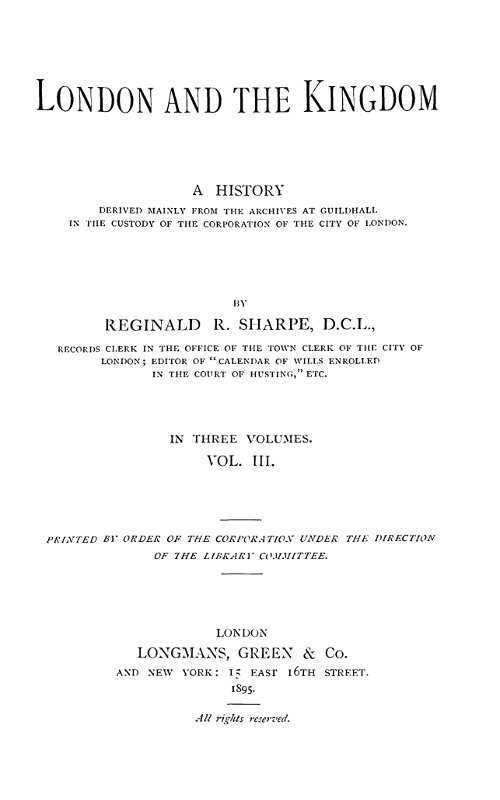 LONDON AND THE KINGDOM
A HISTORY
DERIVED MAINLY FROM THE ARCHIVES AT GUILDHALL
IN THE CUSTODY OF THE CORPORATION OF THE CITY OF LONDON.
BY
REGINALD R. SHARPE, D.C.L.,
RECORDS CLERK IN THE OFFICE OF THE TOWN CLERK OF THE CITY OF
LONDON; EDITOR OF "CALENDAR OF WILLS ENROLLED
IN THE COURT OF HUSTING," ETC.
IN THREE VOLUMES.
VOL. III.
PRINTED BY ORDER OF THE CORPORATION UNDER THE DIRECTION
OF THE LIBRARY COMMITTEE.
LONDON
LONGMANS, GREEN & Co.
AND NEW YORK: 15 EAST 16TH STREET.
1895.
All rights reserved.